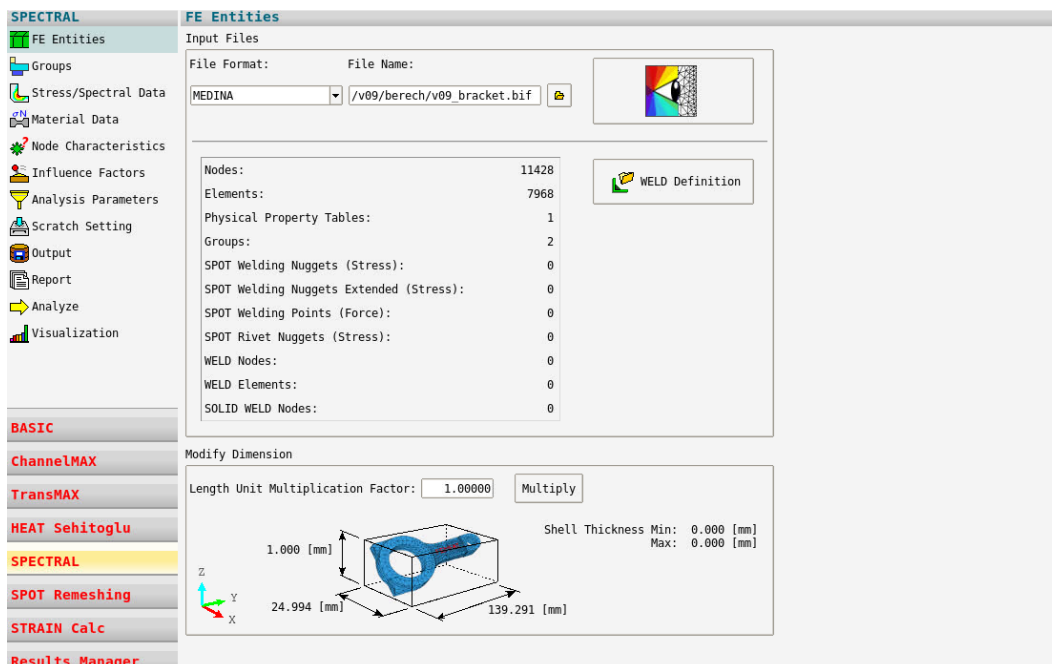 SPECTRAL
FE Entities
Groups
Stress/Spectral Data
σN
Material Data
?
Node Characteristics
Influence Factors
Analysis Parameters
Scratch Setting
Output
Report
Analyze
Visualization
BASIC
ChannelMAX
TransMAX
HEAT Sehitoglu
SPECTRAL
SPOT Remeshing
STRAIN Calc
Results Manager
FE Entities
Input Files
File Format: File Name:
MEDINA /v09/berech/v09_bracket.bif
Nodes: 11428
Elements: 7968
Physical Property Tables: 1
Groups: 2
SPOT Welding Nuggets (Stress): 0
SPOT Welding Nuggets Extended (Stress): 0
SPOT Welding Points (Force): 0
SPOT Rivet Nuggets (Stress): 0
WELD Nodes: 0
WELD Elements: 0
SOLID WELD Nodes: 0
WELD Definition
Modify Dimension
Length Unit Multiplication Factor: 1.00000 Multiply
Shell Thickness Min: 0.000 [mm]
Max: 0.000 [mm]
1.000 [mm]
Z
Y
X
24.994 [mm]
139.291 [mm]